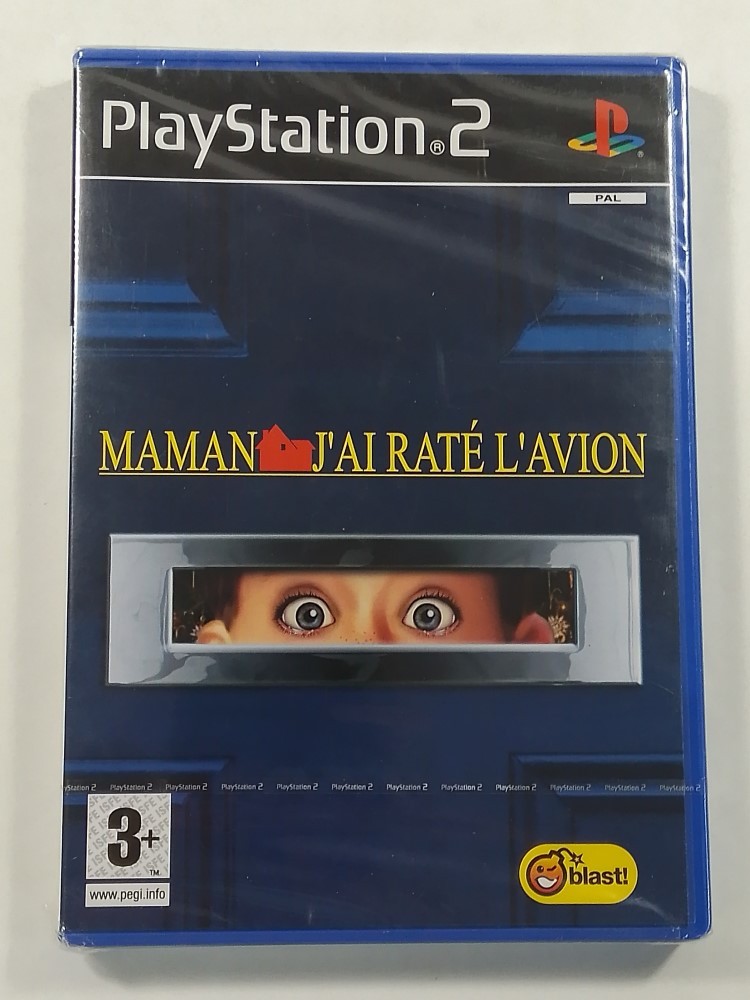 PlayStation®2
PAL
MAMAN J'AI RATÉ L'AVION
PlayStation 2 PlayStation 2 PlayStation 2 PlayStation 2 PlayStation 2 PlayStation 2 PlayStation 2 PlayStation 2 PlayStation 2 PlayStation 2 PlayStation 2 PlayStation 2
3+
TM
www.pegi.info
blast!